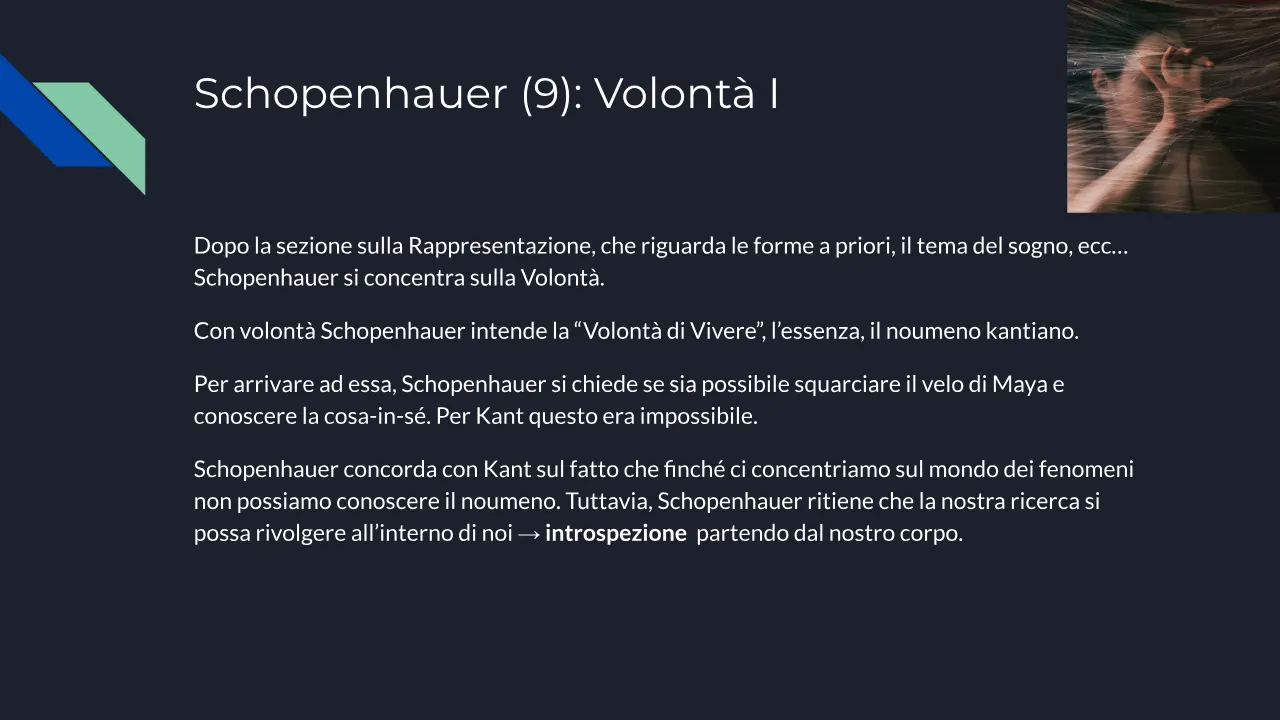 Schopenhauer (9): Volontà I
Dopo la sezione sulla Rappresentazione, che riguarda le forme a priori, il tema del sogno, ecc...
Schopenhauer si concentra sulla Volontà.
Con volontà Schopenhauer intende la “Volontà di Vivere”, l’essenza, il noumeno kantiano.
Per arrivare ad essa, Schopenhauer si chiede se sia possibile squarciare il velo di Maya e
conoscere la cosa-in-sé. Per Kant questo era impossibile.
Schopenhauer concorda con Kant sul fatto che finché ci concentriamo sul mondo dei fenomeni
non possiamo conoscere il noumeno. Tuttavia, Schopenhauer ritiene che la nostra ricerca si
possa rivolgere all’interno di noi → introspezione partendo dal nostro corpo.